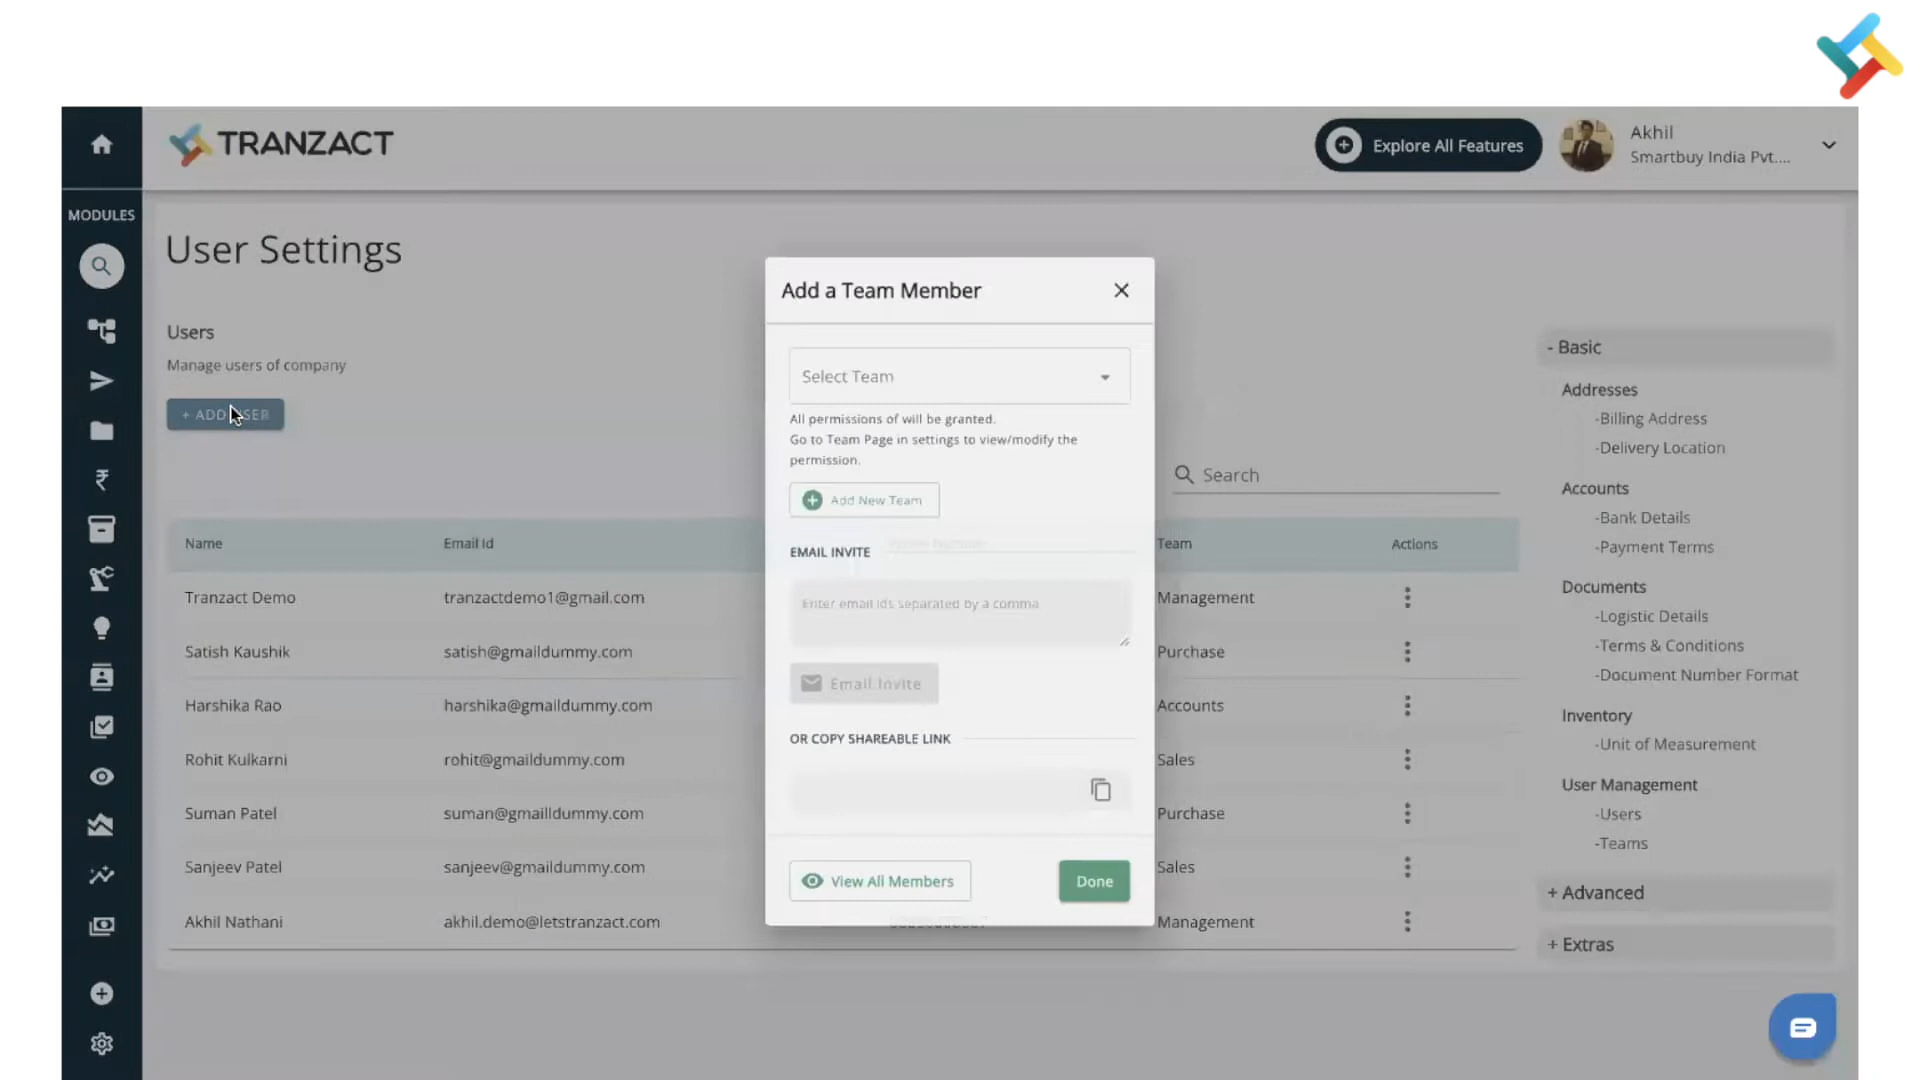 TRANZACT
Explore All Features
Akhil
Smartbuy India Pvt....
MODULES
User Settings
Users
Manage users of company
+ ADD USER
Search
Name
Email Id
Team
Actions
Tranzact Demo
tranzactdemo1@gmail.com
Management
Satish Kaushik
satish@gmaildummy.com
Purchase
Harshika Rao
harshika@gmaildummy.com
Accounts
Rohit Kulkarni
rohit@gmaildummy.com
Sales
Suman Patel
suman@gmailldummy.com
Purchase
Sanjeev Patel
sanjeev@gmaildummy.com
Sales
Akhil Nathani
akhil.demo@letstranzact.com
Management
Add a Team Member
Select Team
All permissions of will be granted.
Go to Team Page in settings to view/modify the
permission.
Add New Team
EMAIL INVITE
Enter email ids separated by a comma
Email Invite
OR COPY SHAREABLE LINK
View All Members
Done
- Basic
Addresses
-Billing Address
-Delivery Location
Accounts
-Bank Details
-Payment Terms
Documents
-Logistic Details
-Terms & Conditions
-Document Number Format
Inventory
-Unit of Measurement
User Management
-Users
-Teams
+ Advanced
+ Extras